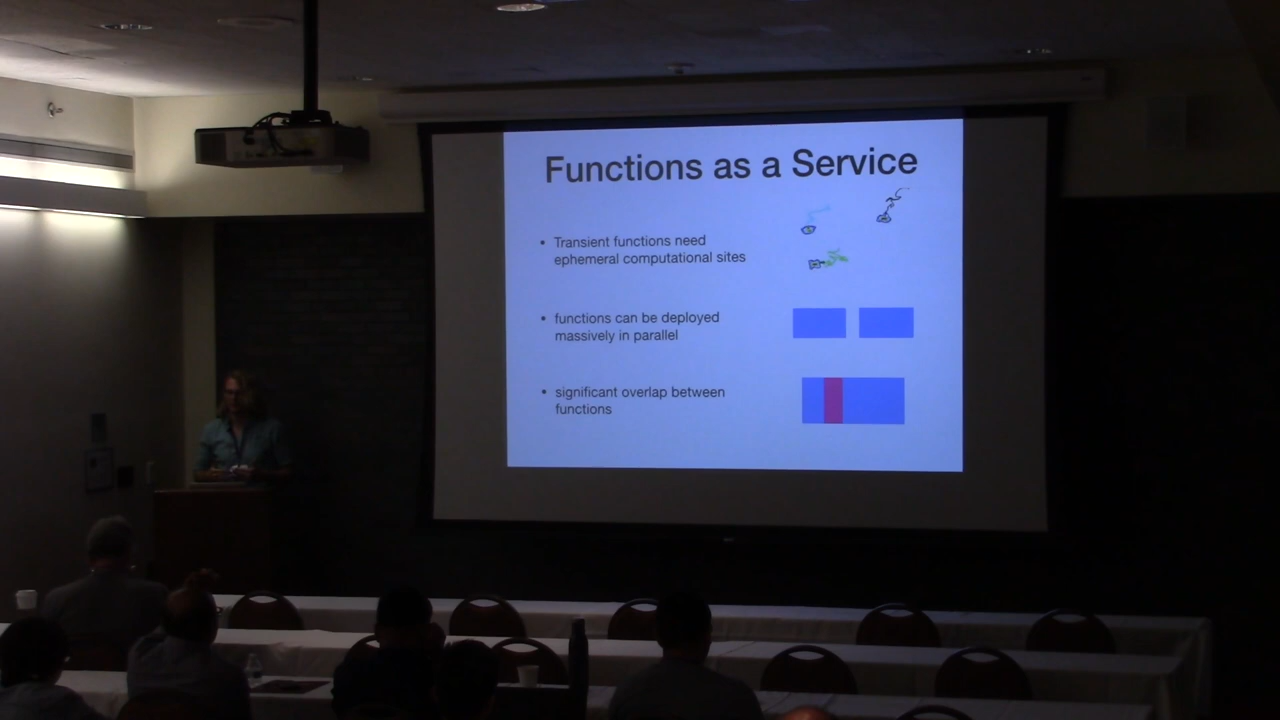 Functions as a Service
• Transient functions need
ephemeral computational sites
• functions can be deployed
massively in parallel
• significant overlap between
functions